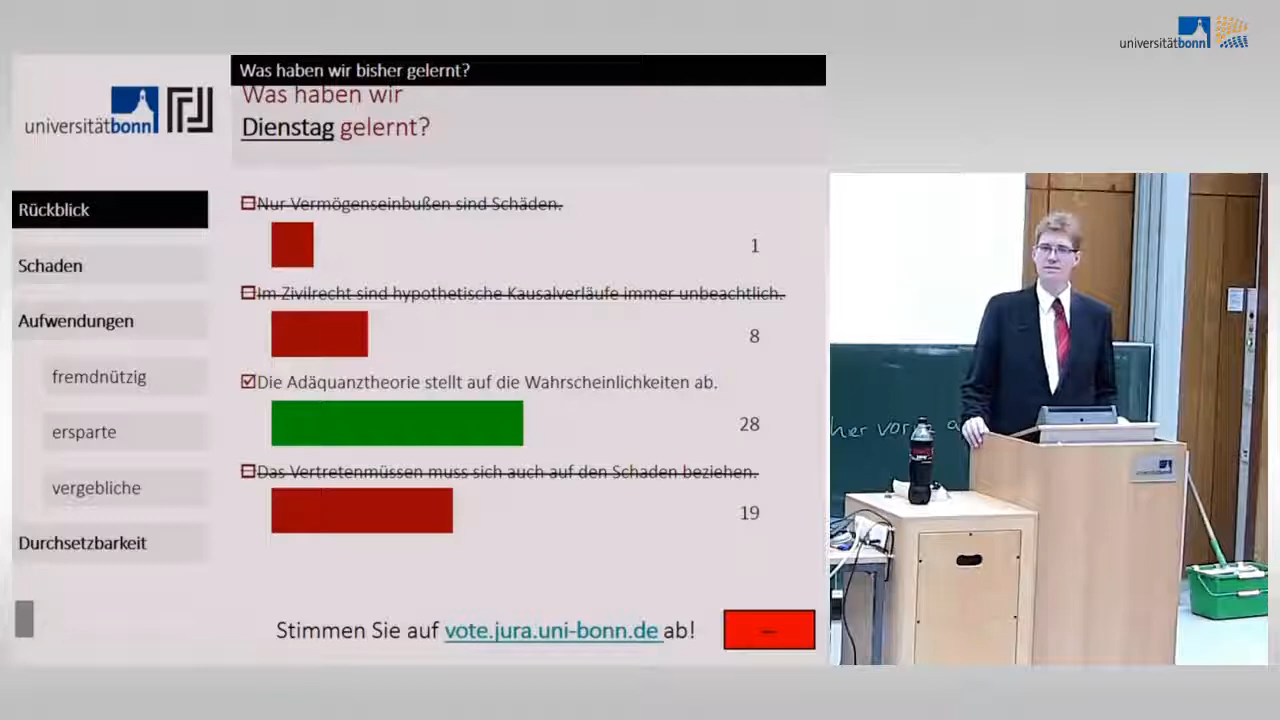 universitätbonn
Was haben wir bisher gelernt?
Was haben wir
Dienstag gelernt?
universitätbonn
Rückblick
Schaden
Aufwendungen
fremdnützig
ersparte
vergebliche
Durchsetzbarkeit
Nur Vermögenseinbußen sind Schäden.
1
Im Zivilrecht sind hypothetische Kausalverläufe immer unbeachtlich.
8
Die Adäquanztheorie stellt auf die Wahrscheinlichkeiten ab.
28
Das Vertretenmüssen muss sich auch auf den Schaden beziehen.
19
Stimmen Sie auf vote.jura.uni-bonn.de ab!
her vorne